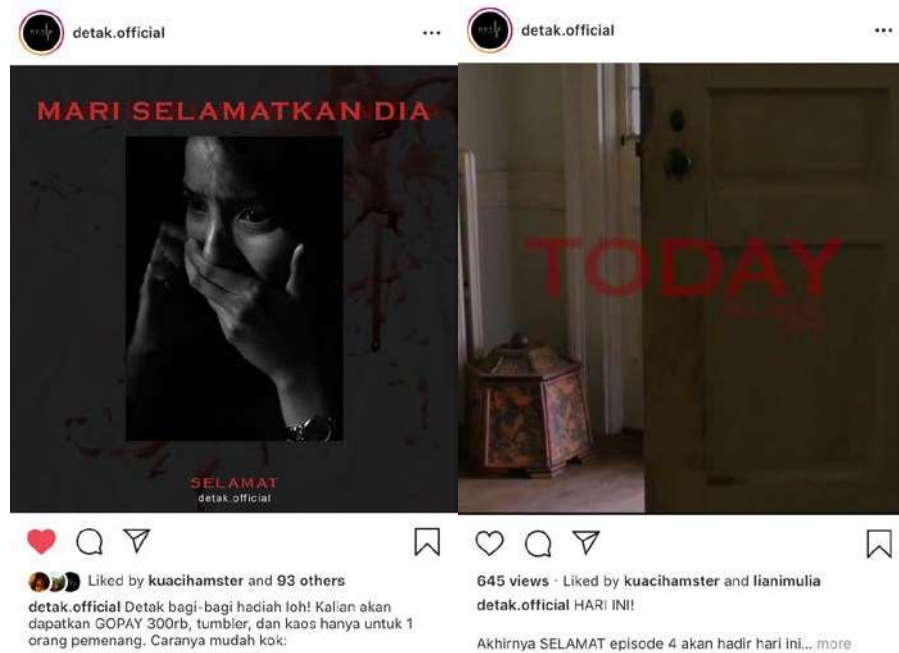 detak.official
MARI SELAMATKAN DIA
SELAMAT
detak.official
Liked by kuacihamster and 93 others
detak.official Detak bagi-bagi hadiah loh! Kalian akan
dapatkan GOPAY 300rb, tumbler, dan kaos hanya untuk 1
orang pemenang. Caranya mudah kok:
detak.official
TODAY
645 views · Liked by kuacihamster and lianimulia
detak.official HARI INI!
Akhirnya SELAMAT episode 4 akan hadir hari ini... more